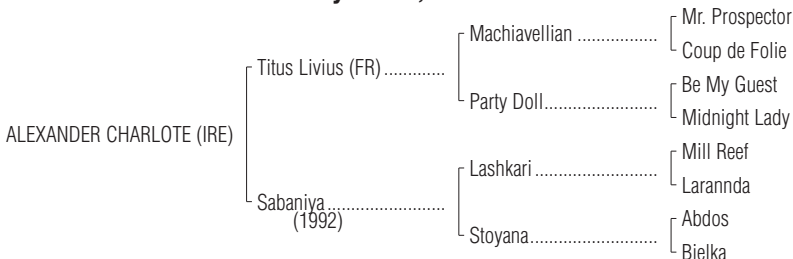 Mr. Prospector
Machiavellian .................
Coup de Folie
Titus Livius (FR) .............
Be My Guest
Party Doll........................
Midnight Lady
ALEXANDER CHARLOTE (IRE)
Mill Reef
Lashkari ..........................
Larannda
Sabaniya.........................
(1992)
Abdos
Stoyana...........................
Bielka